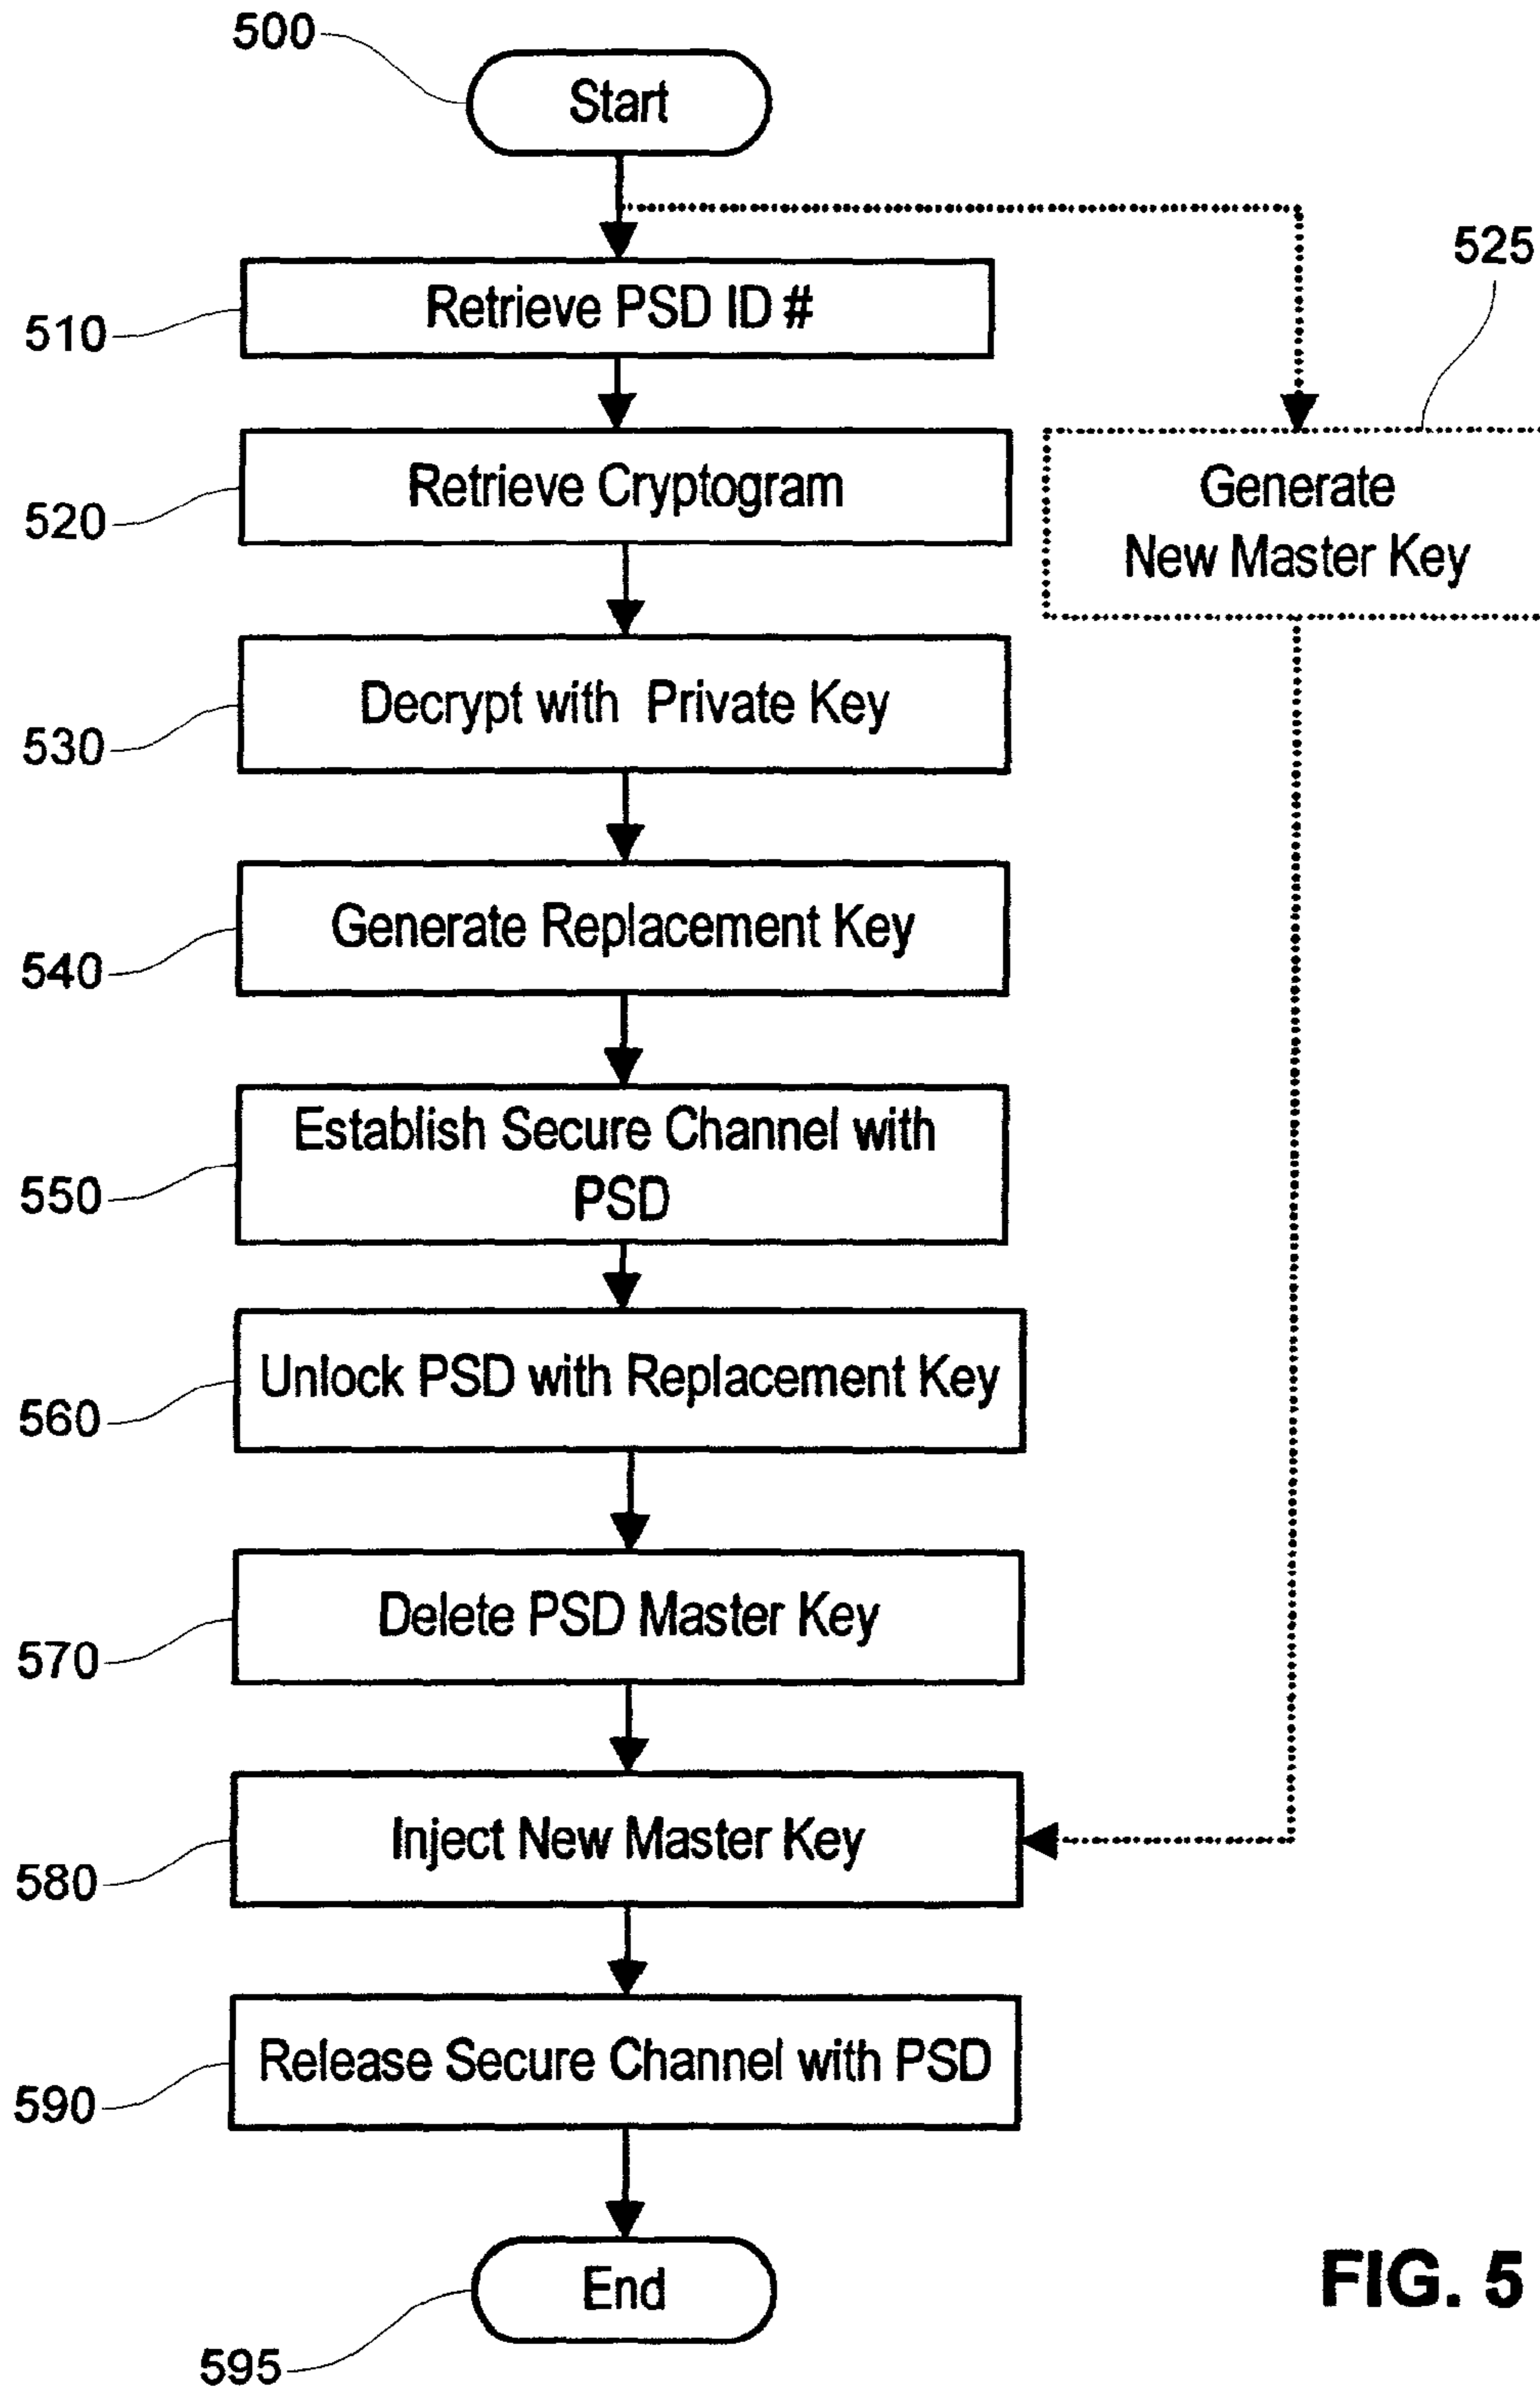 500
Start
525
510
Retrieve PSD ID #
520
Retrieve Cryptogram
Generate
New Master Key
530
Decrypt with Private Key
540
Generate Replacement Key
550
Establish Secure Channel with
PSD
560
Unlock PSD with Replacement Key
570
Delete PSD Master Key
580
Inject New Master Key
590
Release Secure Channel with PSD
End
595
FIG. 5